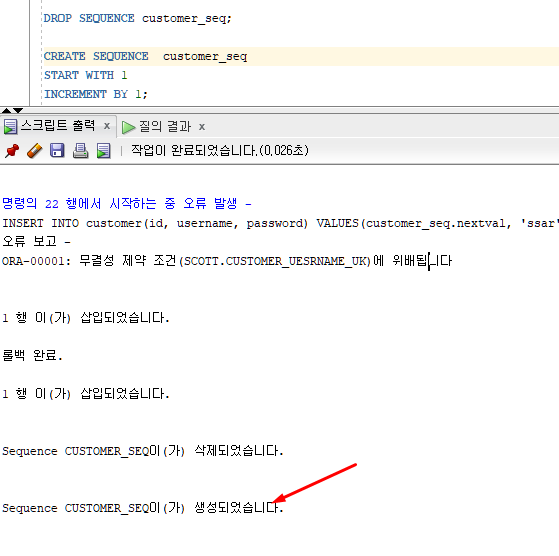 DROP SEQUENCE customer_seq;
CREATE SEQUENCE  customer_seq
START WITH 1
INCREMENT BY 1;
스크립트 출력 x 질의 결과 x
작업이 완료되었습니다.(0.026초)
명령의 22 행에서 시작하는 중 오류 발생 -
INSERT INTO customer(id, username, password) VALUES(customer_seq.nextval, 'ssar'
오류 보고 -
ORA-00001: 무결성 제약 조건(SCOTT.CUSTOMER_UESRNAME_UK)에 위배됩니다
1 행 이(가) 삽입되었습니다.
롤백 완료.
1 행 이(가) 삽입되었습니다.
Sequence CUSTOMER_SEQ이(가) 삭제되었습니다.
Sequence CUSTOMER_SEQ이(가) 생성되었습니다.